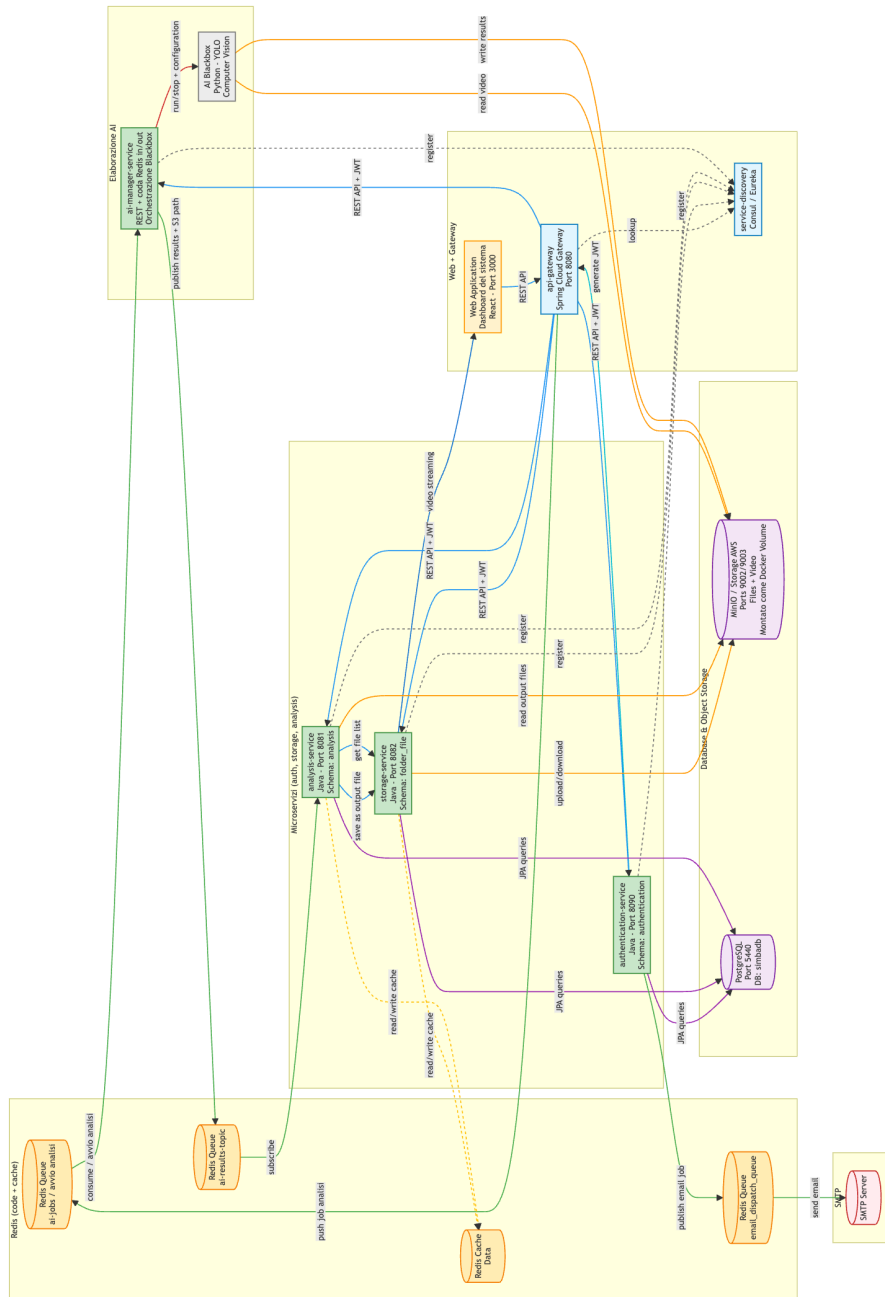 Elaborazione AI
ai-manager-service
REST + coda Redis in/out
Orchestrazione Blackbox
run/stop + configuration
AI Blackbox
Python - YOLO
Computer Vision
publish results + S3 path
REST API + JWT
register
read video
write results
Web + Gateway
Web Application
Dashboard del sistema
React - Port 3000
REST API
api-gateway
Spring Cloud Gateway
Port 8080
generate JWT
REST API + JWT
lookup
register
service-discovery
Consul / Eureka
Microservizi (auth, storage, analysis)
analysis-service
Java - Port 8081
Schema: analysis
save as output file
get file list
storage-service
Java - Port 8082
Schema: folder_file
video streaming
REST API + JWT
REST API + JWT
register
register
read output files
upload/download
JPA queries
JPA queries
JPA queries
read/write cache
read/write cache
authentication-service
Java - Port 8090
Schema: authentication
Database & Object Storage
MinIO / Storage AWS
Ports 9002/9003
Files + Video
Montato come Docker Volume
PostgreSQL
Port 5440
DB: simbadb
Redis (code + cache)
Redis Queue
ai-jobs / avvio analisi
consume / avvio analisi
Redis Queue
ai-results-topic
subscribe
push job analisi
Redis Cache
Data
publish email job
Redis Queue
email_dispatch_queue
send email
SMTP
SMTP Server